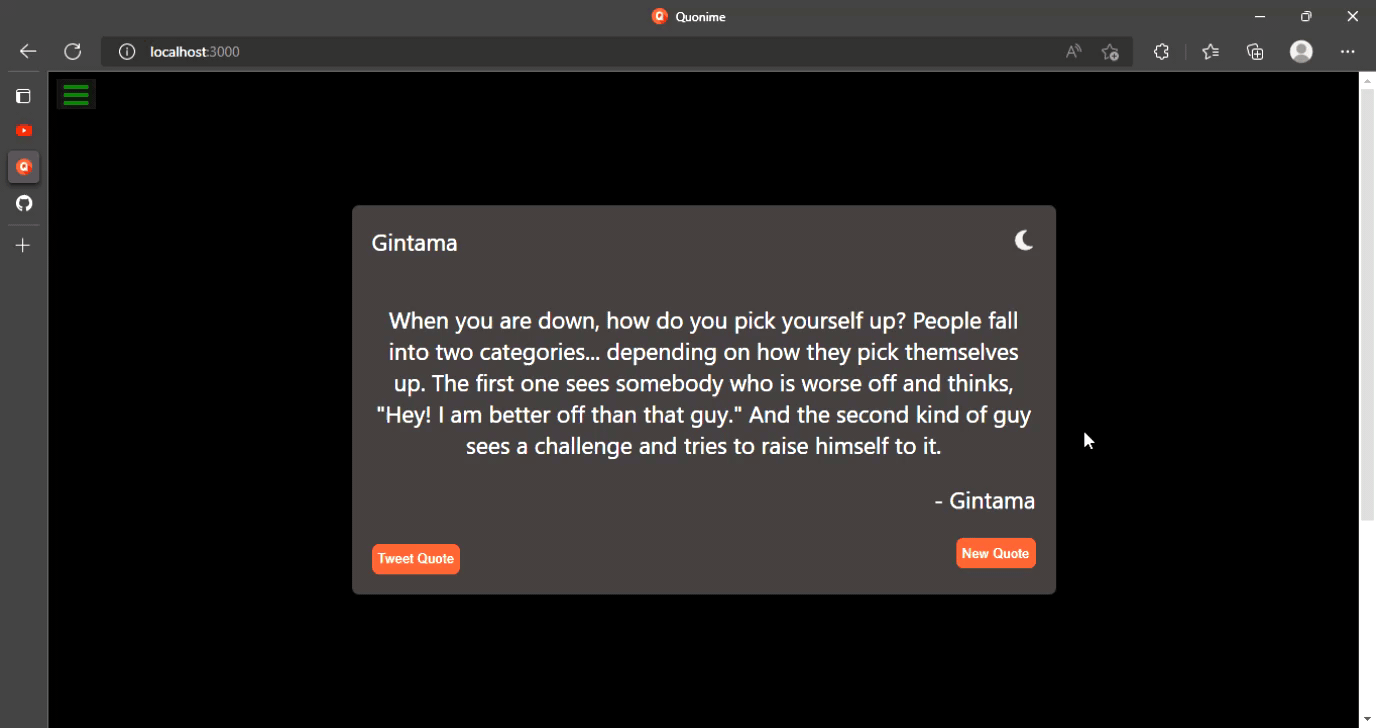 Quonime
localhost:3000
Gintama
When you are down, how do you pick yourself up? People fall
into two categories... depending on how they pick themselves
up. The first one sees somebody who is worse off and thinks,
"Hey! I am better off than that guy." And the second kind of guy
sees a challenge and tries to raise himself to it.
- Gintama
Tweet Quote
New Quote